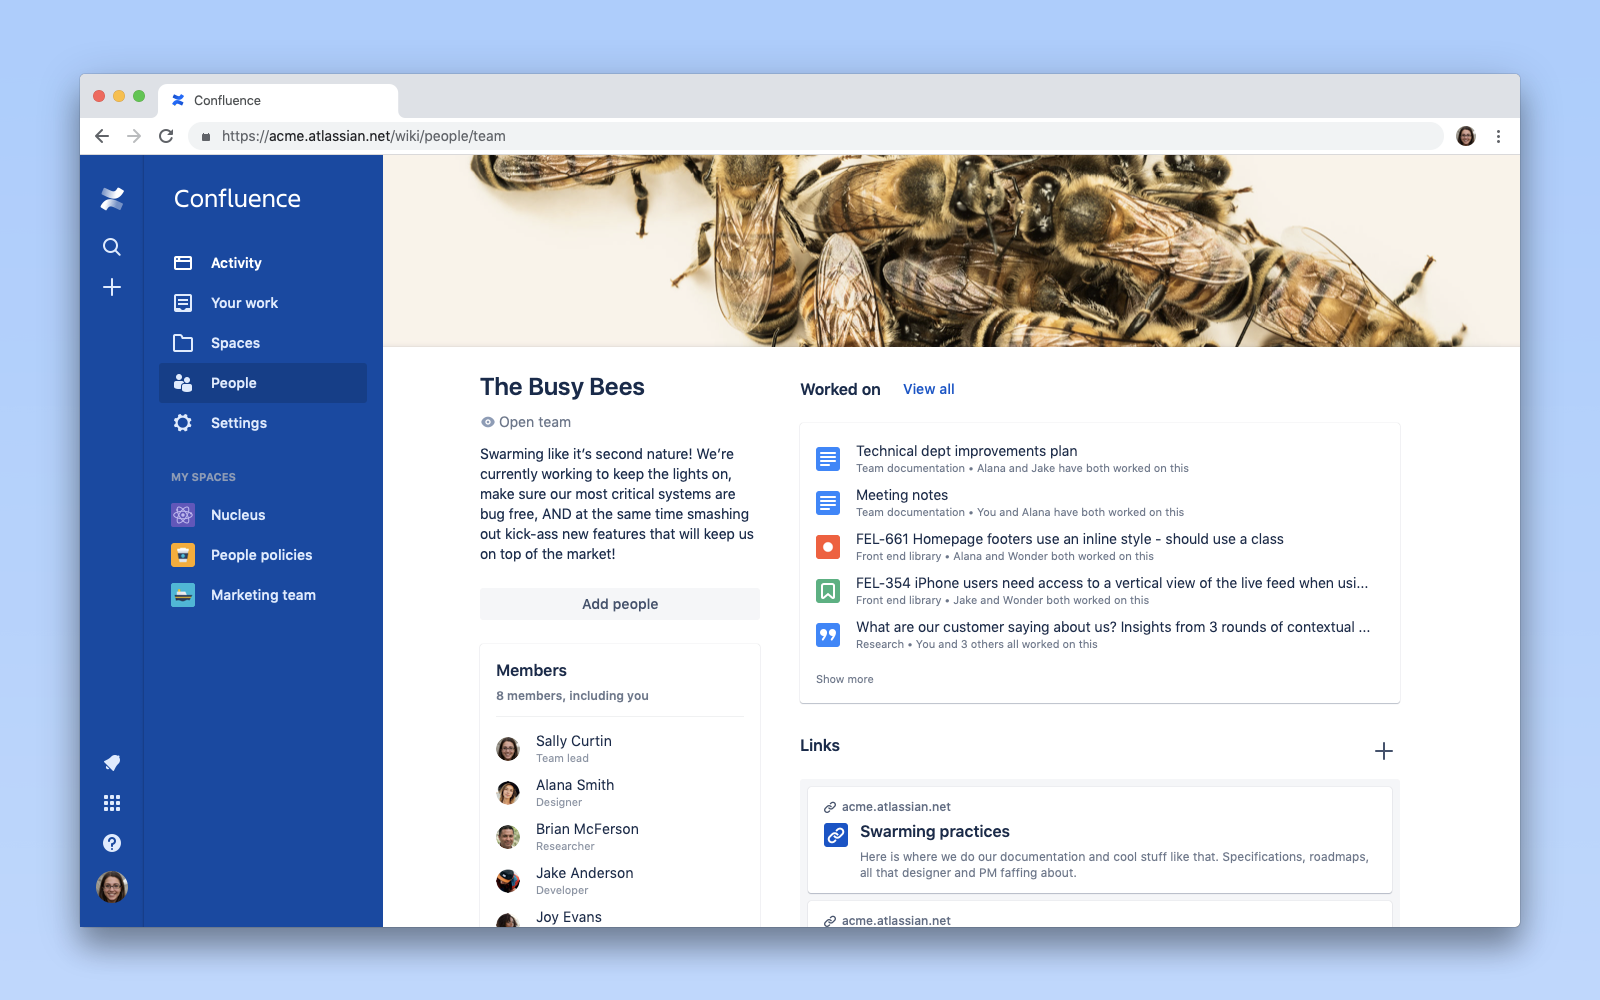 Confluence
https://acme.atlassian.net/wiki/people/team
Confluence
Activity
Your work
Spaces
People
Settings
MY SPACES
Nucleus
People policies
Marketing team
The Busy Bees
Open team
Swarming like it's second nature! We're
currently working to keep the lights on,
make sure our most critical systems are
bug free, AND at the same time smashing
out kick-ass new features that will keep us
on top of the market!
Add people
Members
8 members, including you
Sally Curtin
Team lead
Alana Smith
Designer
Brian McFerson
Researcher
Jake Anderson
Developer
Joy Evans
Worked on View all
Technical dept improvements plan
Team documentation • Alana and Jake have both worked on this
Meeting notes
Team documentation • You and Alana have both worked on this
FEL-661 Homepage footers use an inline style - should use a class
Front end library • Alana and Wonder both worked on this
FEL-354 iPhone users need access to a vertical view of the live feed when usi...
Front end library • Jake and Wonder both worked on this
What are our customer saying about us? Insights from 3 rounds of contextual ...
Research • You and 3 others all worked on this
Show more
Links
acme.atlassian.net
Swarming practices
Here is where we do our documentation and cool stuff like that. Specifications, roadmaps,
all that designer and PM faffing about.
acme.atlassian.net